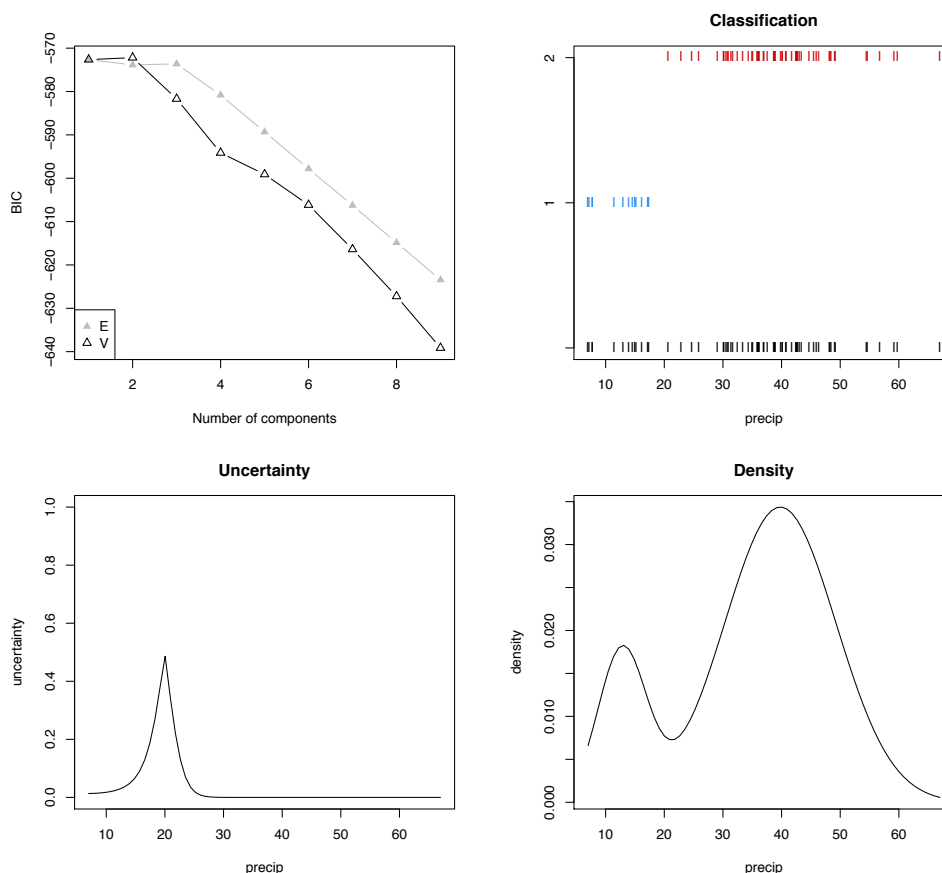 −570
−580
−590
−600
−610
−620
−630
−640
BIC
E
V
2 4 6 8
Number of components
Classification
2
1
10 20 30 40 50 60
precip
Uncertainty
1.0
0.8
0.6
0.4
0.2
0.0
uncertainty
10 20 30 40 50 60
precip
Density
0.030
0.020
0.010
0.000
density
10 20 30 40 50 60
precip